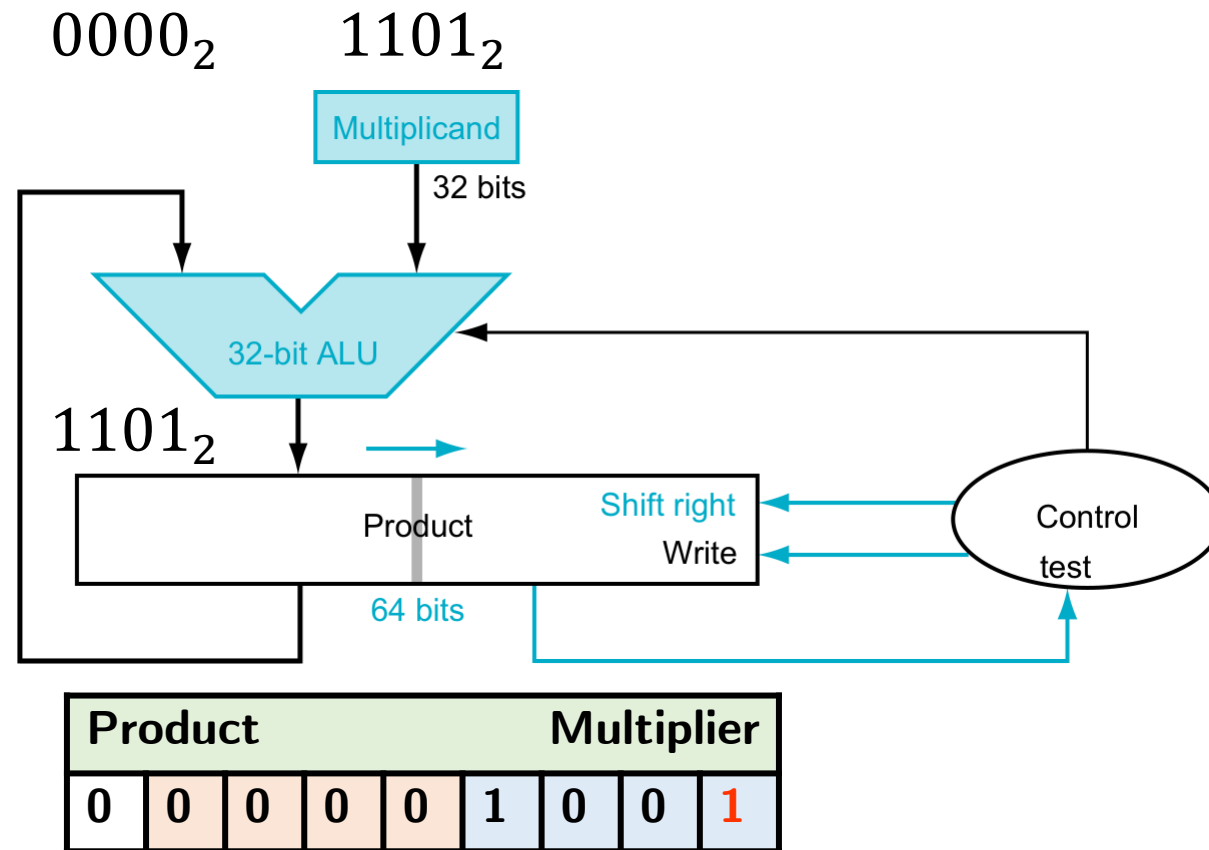 0000₂ 1101₂
Multiplicand
32 bits
32-bit ALU
1101₂
Product
Shift right
Write
Control
test
64 bits
Product Multiplier
0 0 0 0 0 1 0 0 1